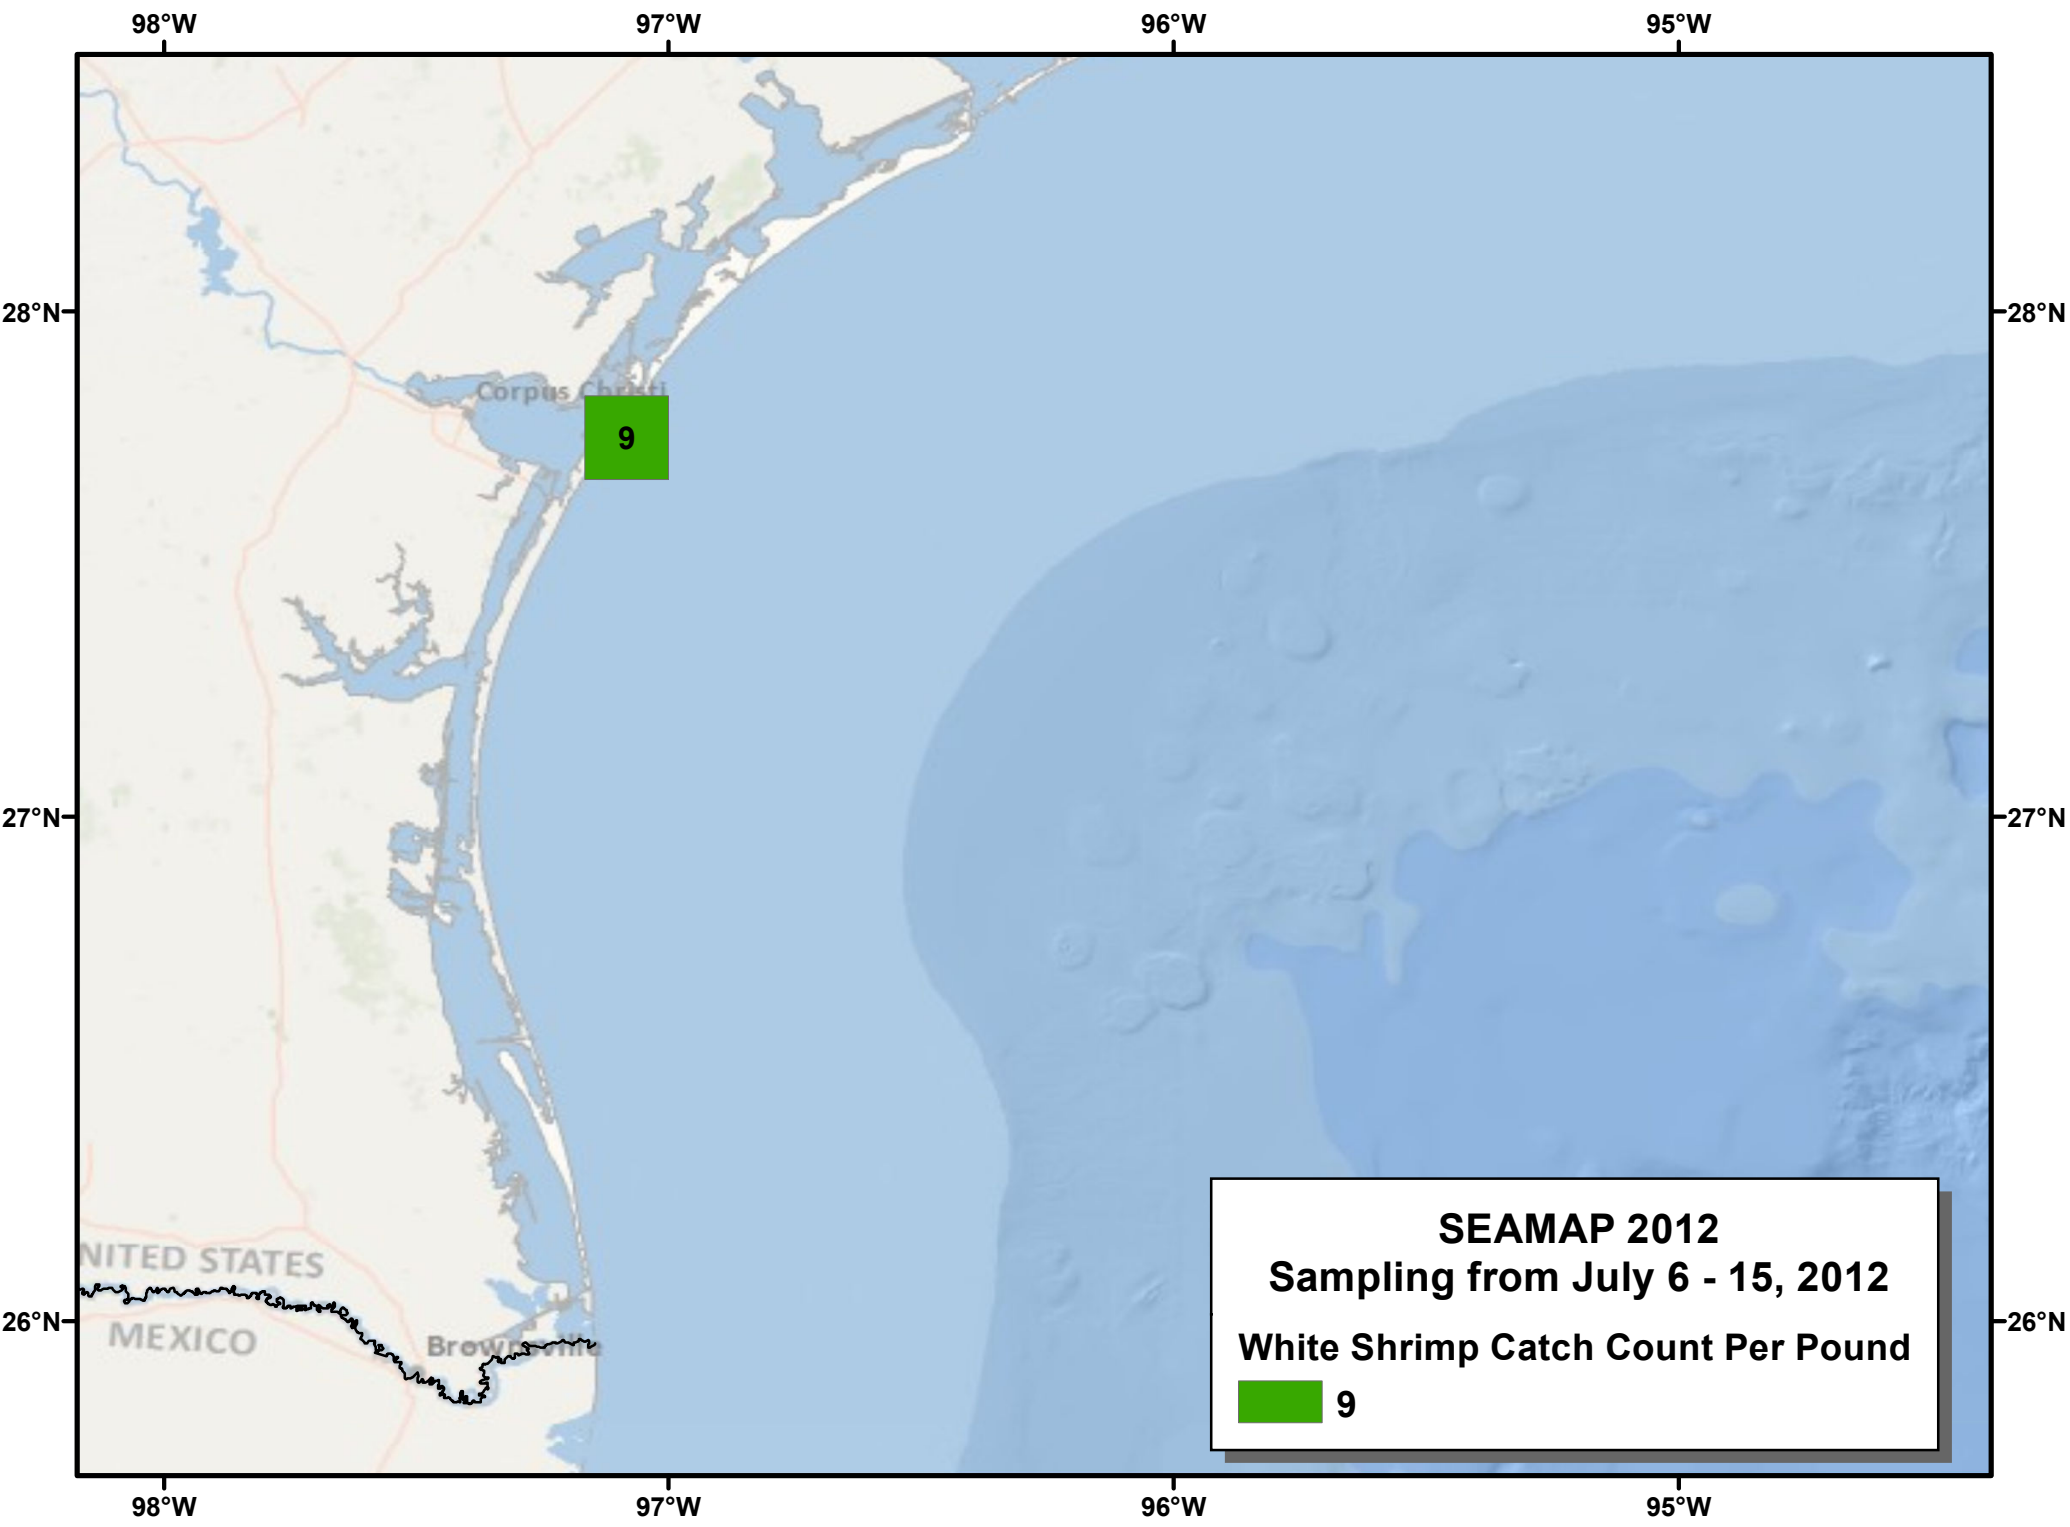 98°W 97°W 96°W 95°W
28°N 28°N
Corpus Christi
9
27°N 27°N
NITED STATES
MEXICO
26°N 26°N
Brownsville
SEAMAP 2012
Sampling from July 6 - 15, 2012
White Shrimp Catch Count Per Pound
9
98°W 97°W 96°W 95°W